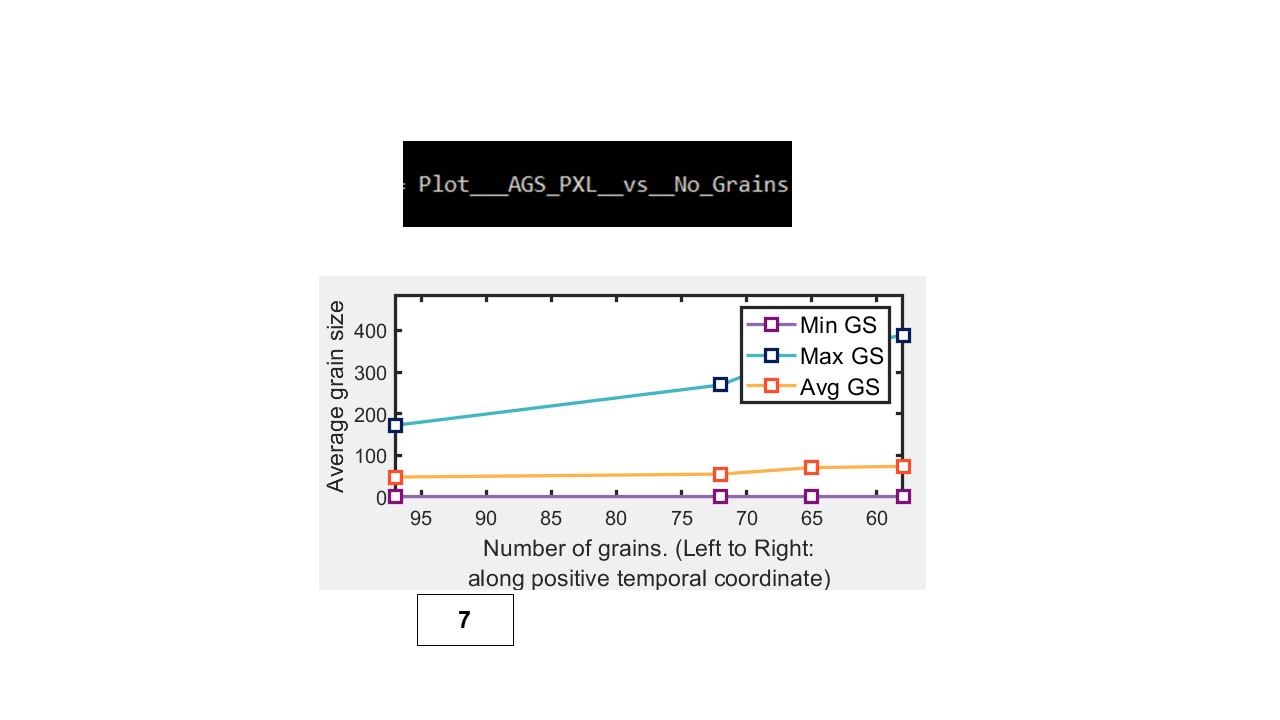 = Plot___AGS_PXL__vs__No_Grains
Average grain size
400
300
200
100
0
Min GS
Max GS
Avg GS
95 90 85 80 75 70 65 60
Number of grains. (Left to Right:
along positive temporal coordinate)
7